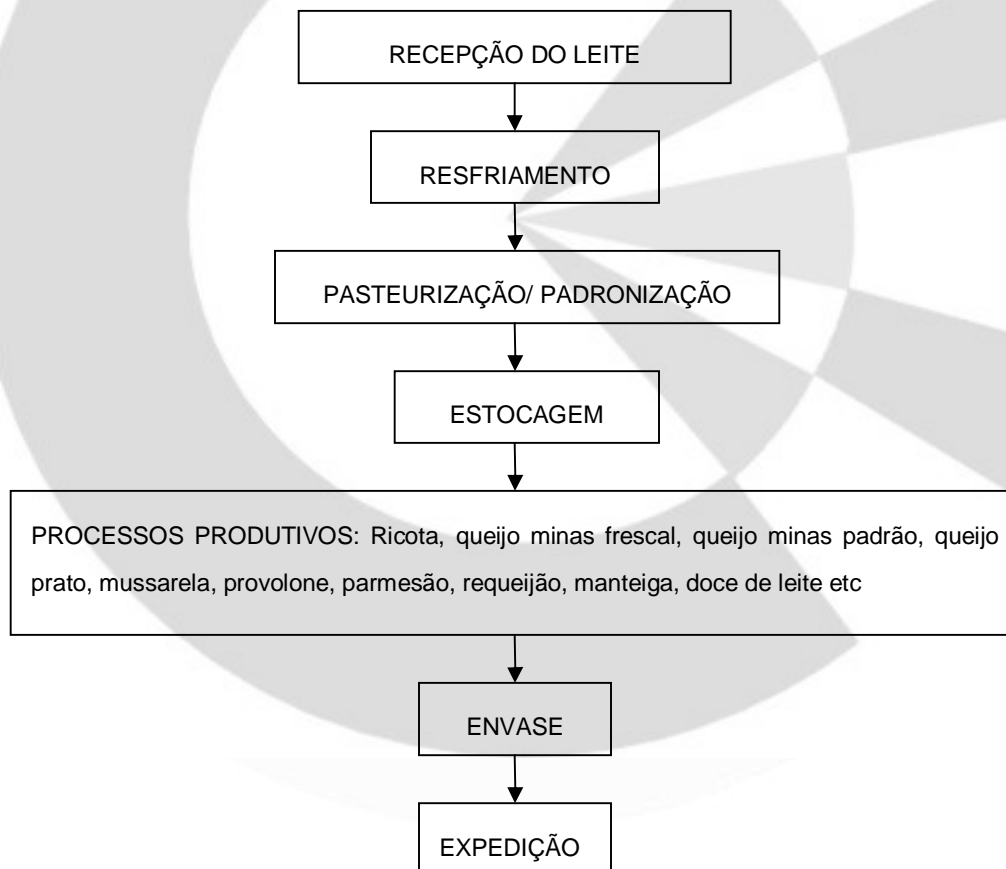 RECEPÇÃO DO LEITE
RESFRIAMENTO
PASTEURIZAÇÃO/ PADRONIZAÇÃO
ESTOCAGEM
PROCESSOS PRODUTIVOS: Ricota, queijo minas frescal, queijo minas padrão, queijo
prato, mussarela, provolone, parmesão, requeijão, manteiga, doce de leite etc
ENVASE
EXPEDIÇÃO